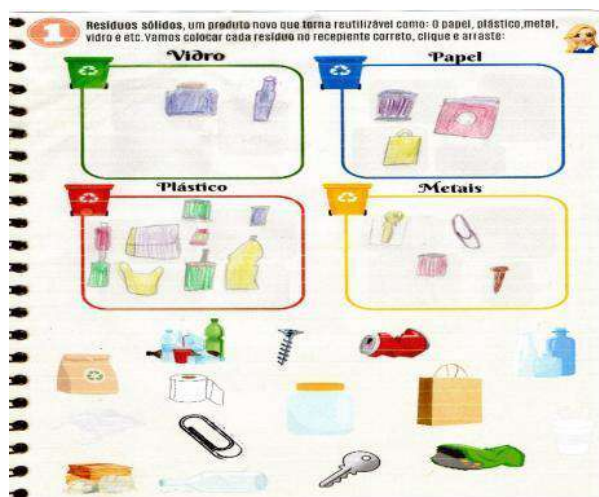 1
Resíduos sólidos, um produto novo que torna reutilizável como: O papel, plástico, metal,
vidro e etc. Vamos colocar cada resíduo no recepiente correto, clique e arraste:
Vidro
Papel
Plástico
Metais